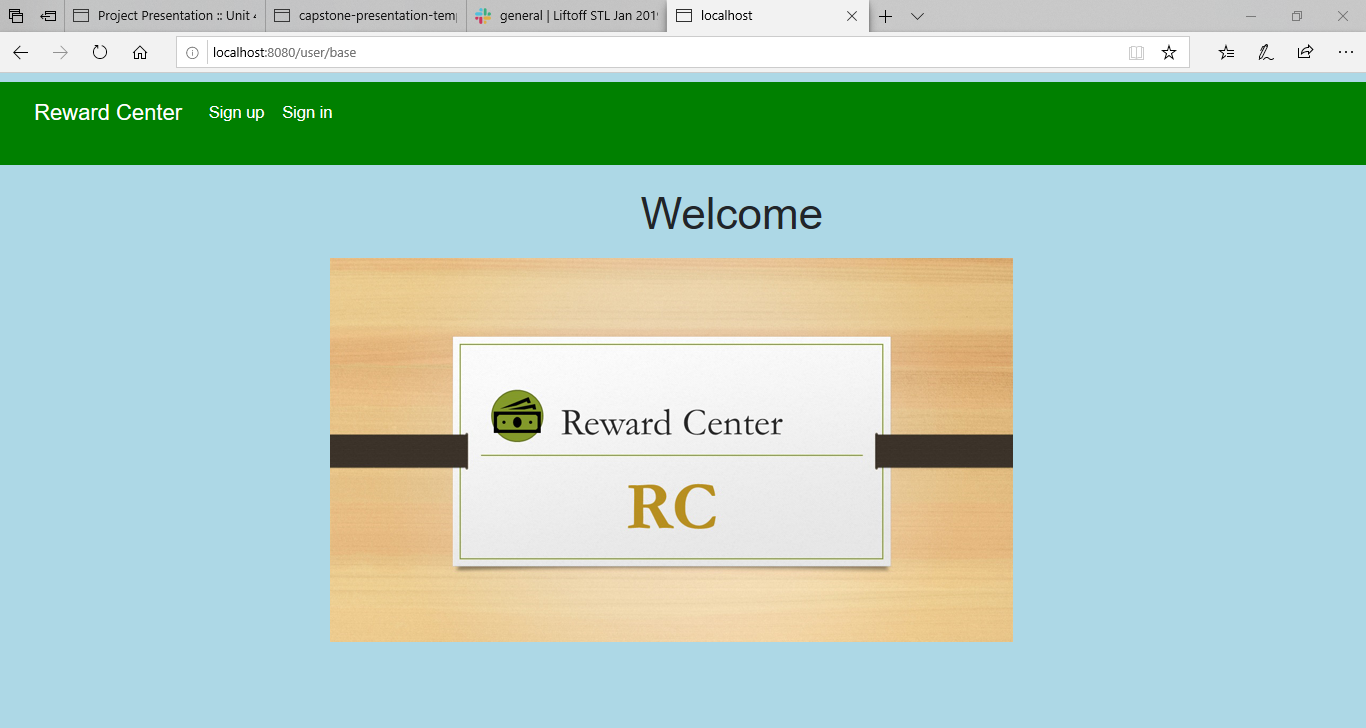 Project Presentation :: Unit
capstone-presentation-temp
general | Liftoff STL Jan 201
localhost
localhost:8080/user/base
Reward Center
Sign up
Sign in
Welcome
Reward Center
RC